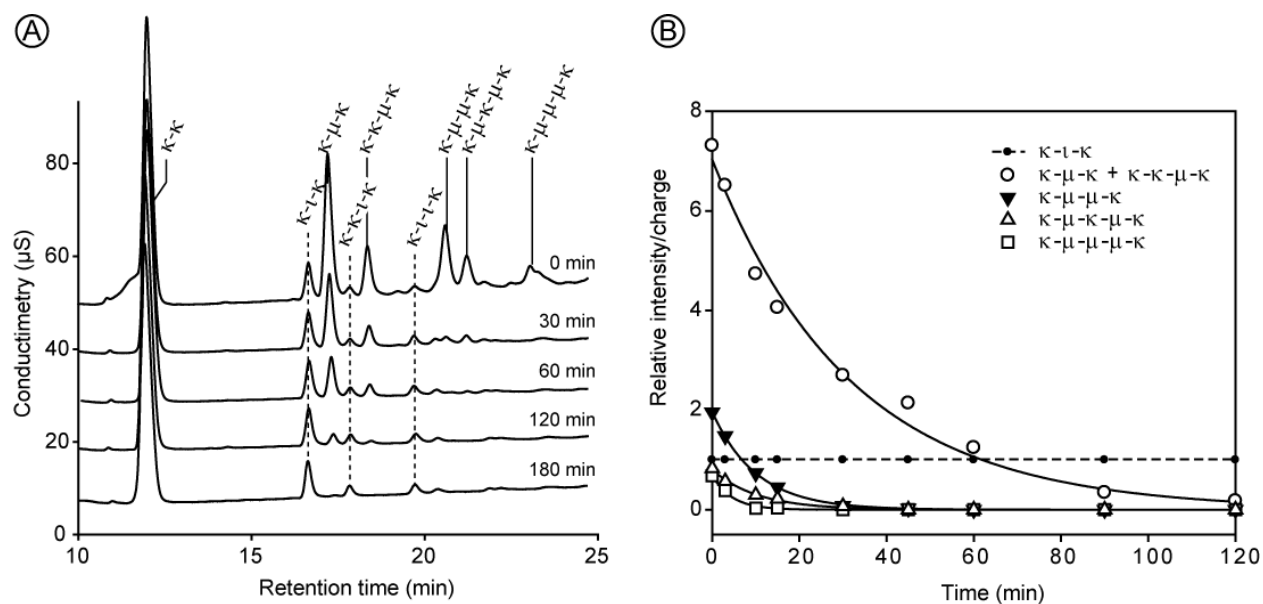 A
κ-κ
κ-ι-κ
κ-μ-κ
κ-κ-ι-κ
κ-κ-μ-κ
κ-ι-ι-κ
κ-μ-μ-κ
κ-μ-κ-μ-κ
κ-μ-μ-μ-κ
80
60
40
20
0
0 min
30 min
60 min
120 min
180 min
Conductimetry (μS)
10 15 20 25
Retention time (min)
B
8
6
4
2
0
κ-ι-κ
κ-μ-κ + κ-κ-μ-κ
κ-μ-μ-κ
κ-μ-κ-μ-κ
κ-μ-μ-μ-κ
Relative intensity/charge
0 20 40 60 80 100 120
Time (min)